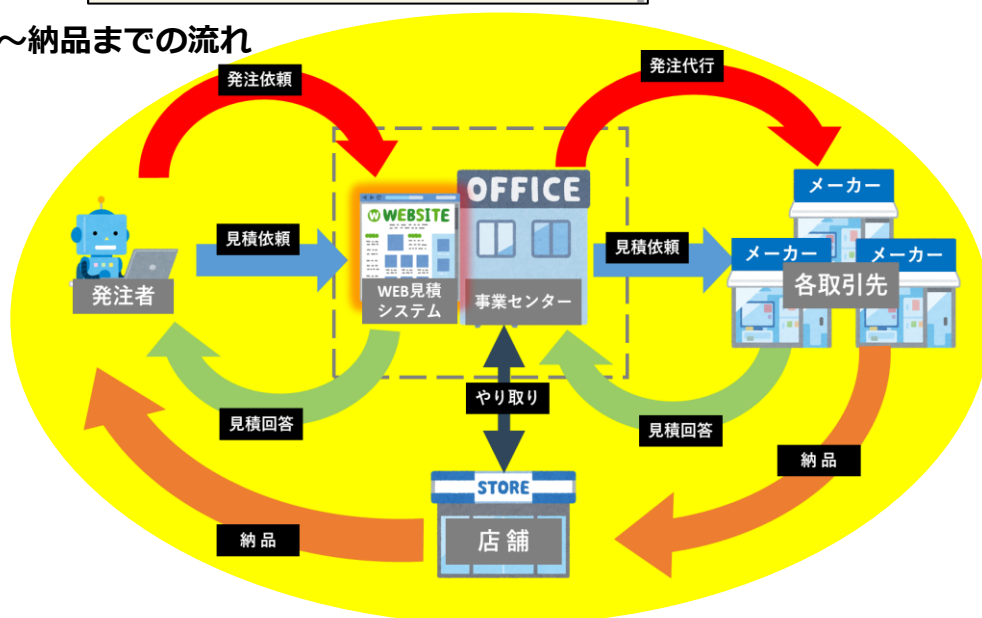 ～納品までの流れ
発注依頼
発注代行
OFFICE
メーカー
WEBSITE
見積依頼
見積依頼
メーカー
メーカー
各取引先
発注者
WEB見積
システム
事業センター
やり取り
見積回答
見積回答
納品
STORE
店舗
納品